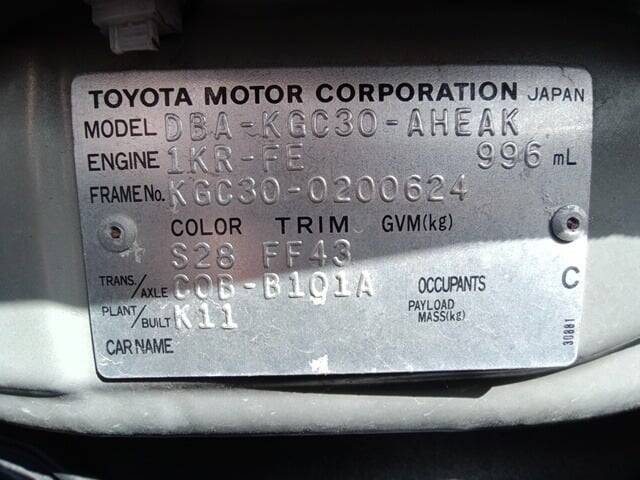 TOYOTA MOTOR CORPORATION JAPAN
MODEL DBA-KGC30-AHEAK
ENGINE 1KR-FE 996 mL
FRAME No. KGC30-0200624
COLOR TRIM GVM(kg)
S28 FF43
TRANS./AXLE C0B-B101A OCCUPANTS C
PLANT/BUILT K11 PAYLOAD MASS(kg)
CAR NAME
30881